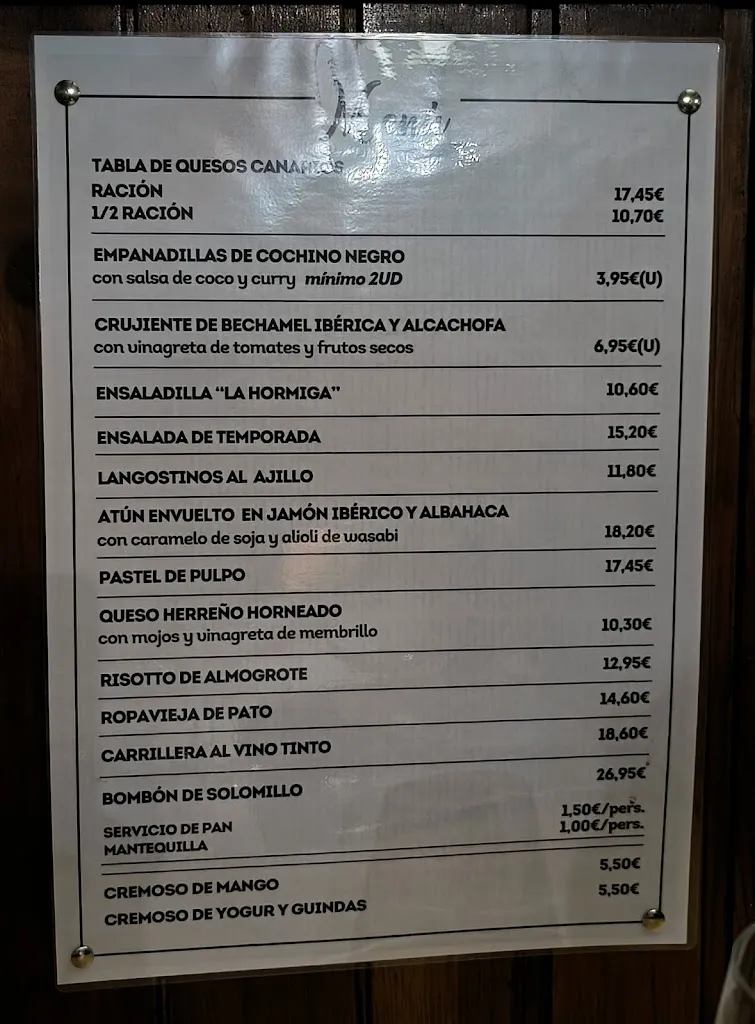 Menú
TABLA DE QUESOS CANARIOS
RACIÓN 17,45€
1/2 RACIÓN 10,70€
EMPANADILLAS DE COCHINO NEGRO
con salsa de coco y curry mínimo 2UD 3,95€(U)
CRUJIENTE DE BECHAMEL IBÉRICA Y ALCACHOFA
con vinagreta de tomates y frutos secos 6,95€(U)
ENSALADILLA “LA HORMIGA” 10,60€
ENSALADA DE TEMPORADA 15,20€
LANGOSTINOS AL AJILLO 11,80€
ATÚN ENVUELTO EN JAMÓN IBÉRICO Y ALBAHACA
con caramelo de soja y alioli de wasabi 18,20€
PASTEL DE PULPO 17,45€
QUESO HERREÑO HORNEADO
con mojos y vinagreta de membrillo 10,30€
RISOTTO DE ALMOGROTE 12,95€
ROPAVIEJA DE PATO 14,60€
CARRILLERA AL VINO TINTO 18,60€
BOMBÓN DE SOLOMILLO 26,95€
SERVICIO DE PAN 1,50€/pers.
MANTEQUILLA 1,00€/pers.
CREMOSO DE MANGO 5,50€
CREMOSO DE YOGUR Y GUINDAS 5,50€